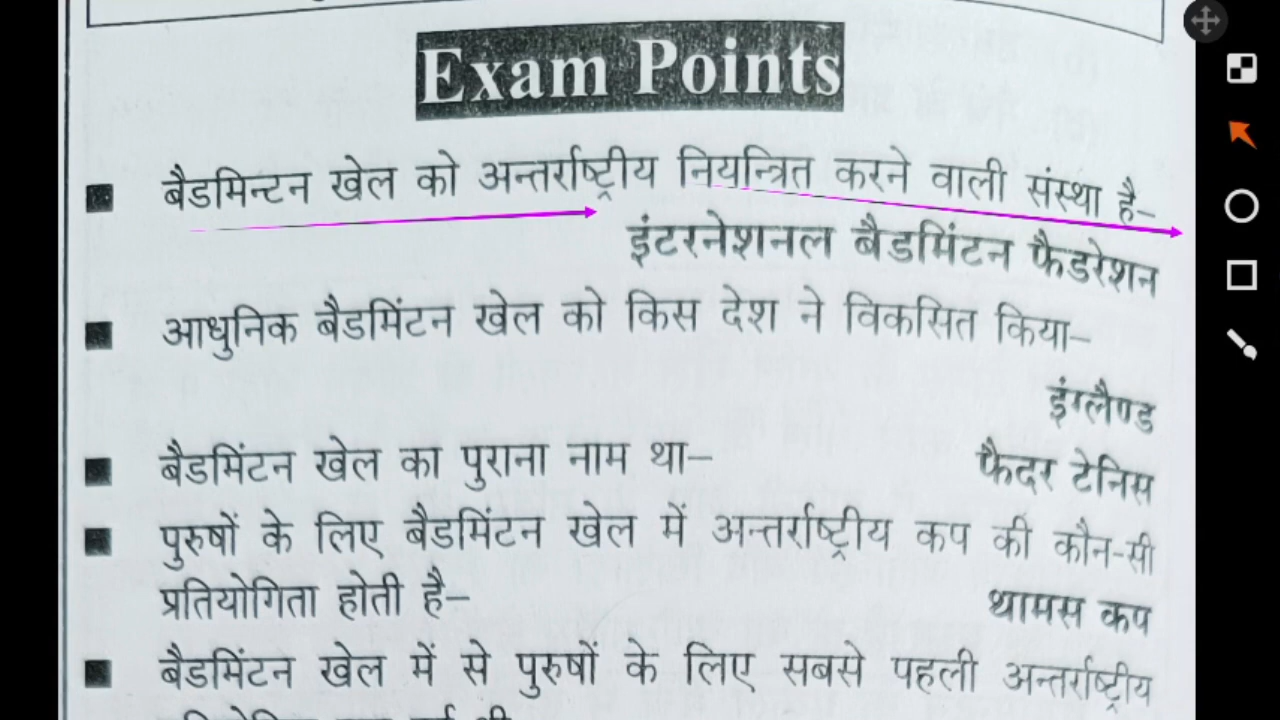 Exam Points
■ बैडमिन्टन खेल को अन्तर्राष्ट्रीय नियन्त्रित करने वाली संस्था है–
इंटरनेशनल बैडमिंटन फैडरेशन
■ आधुनिक बैडमिंटन खेल को किस देश ने विकसित किया–
इंग्लैण्ड
■ बैडमिंटन खेल का पुराना नाम था– फैदर टेनिस
■ पुरुषों के लिए बैडमिंटन खेल में अन्तर्राष्ट्रीय कप की कौन-सी
प्रतियोगिता होती है– थामस कप
■ बैडमिंटन खेल में से पुरुषों के लिए सबसे पहली अन्तर्राष्ट्रीय